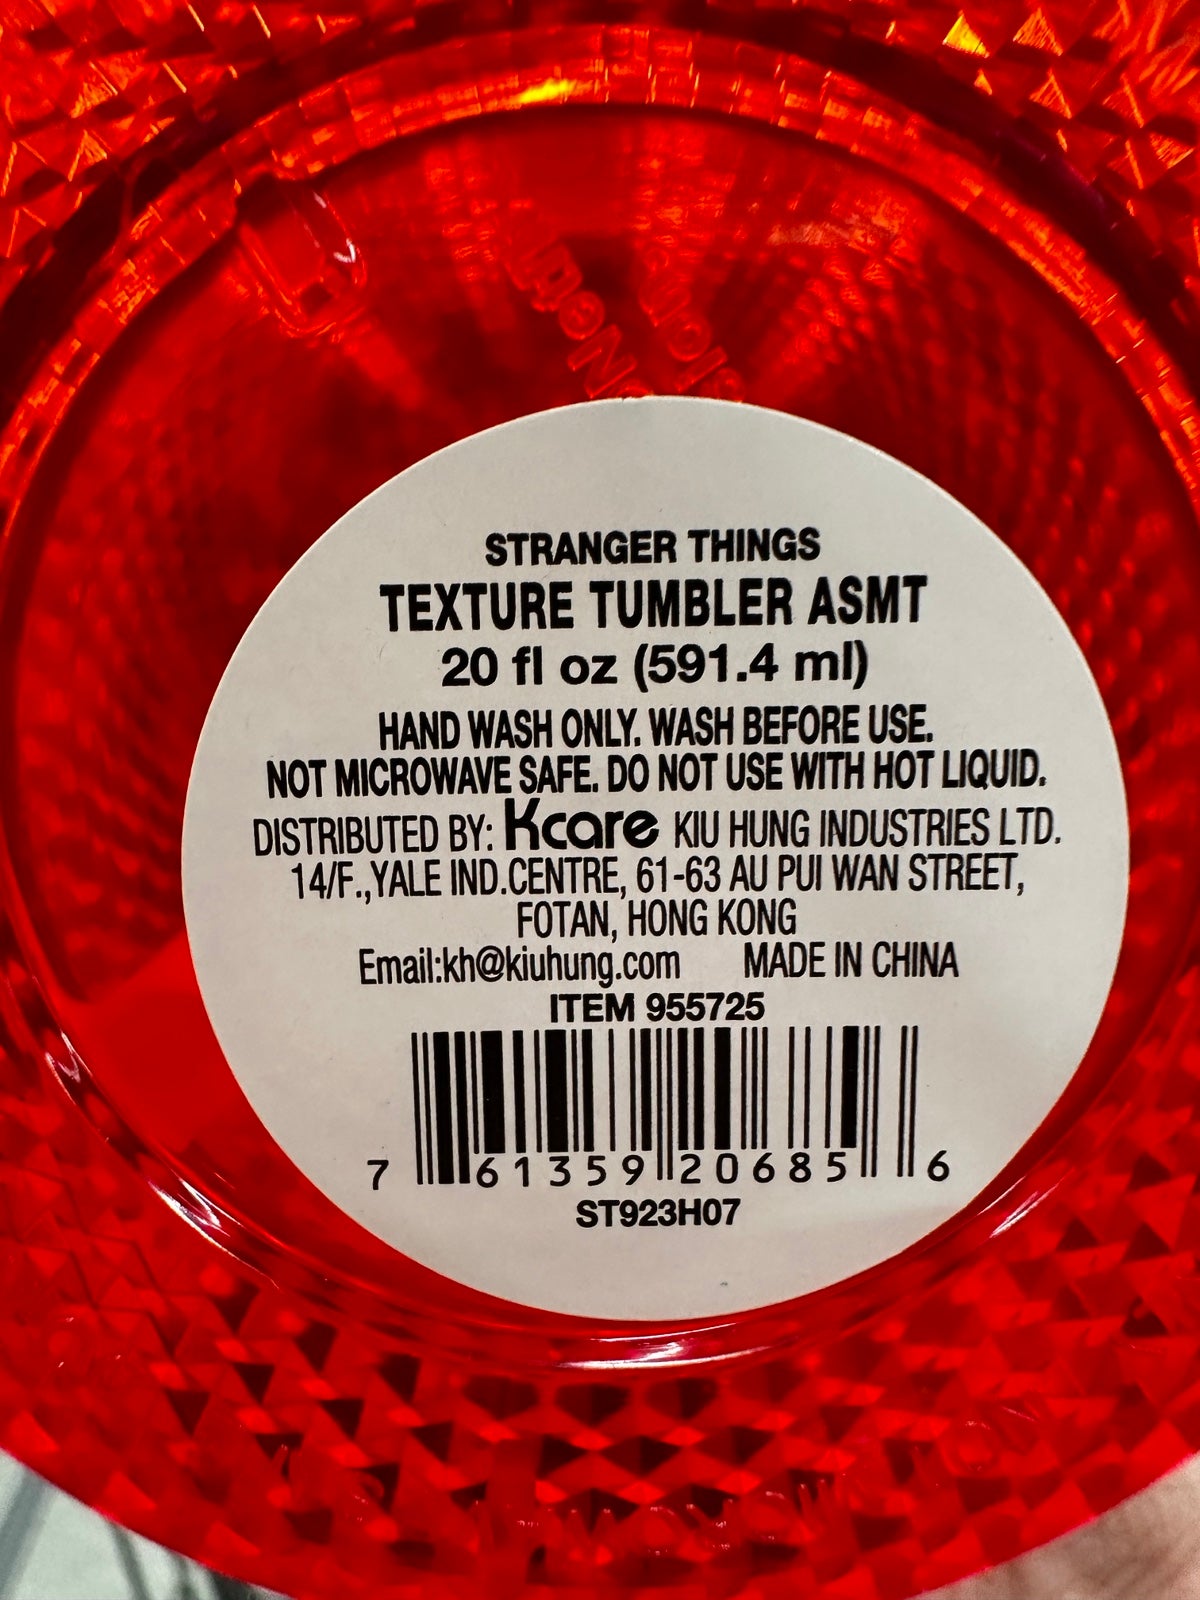 STRANGER THINGS
TEXTURE TUMBLER ASMT
20 fl oz (591.4 ml)
HAND WASH ONLY. WASH BEFORE USE.
NOT MICROWAVE SAFE. DO NOT USE WITH HOT LIQUID.
DISTRIBUTED BY: Kcare KIU HUNG INDUSTRIES LTD.
14/F.,YALE IND.CENTRE, 61-63 AU PUI WAN STREET,
FOTAN, HONG KONG
Email:kh@kiuhung.com MADE IN CHINA
ITEM 955725
7 61359 20685 6
ST923H07